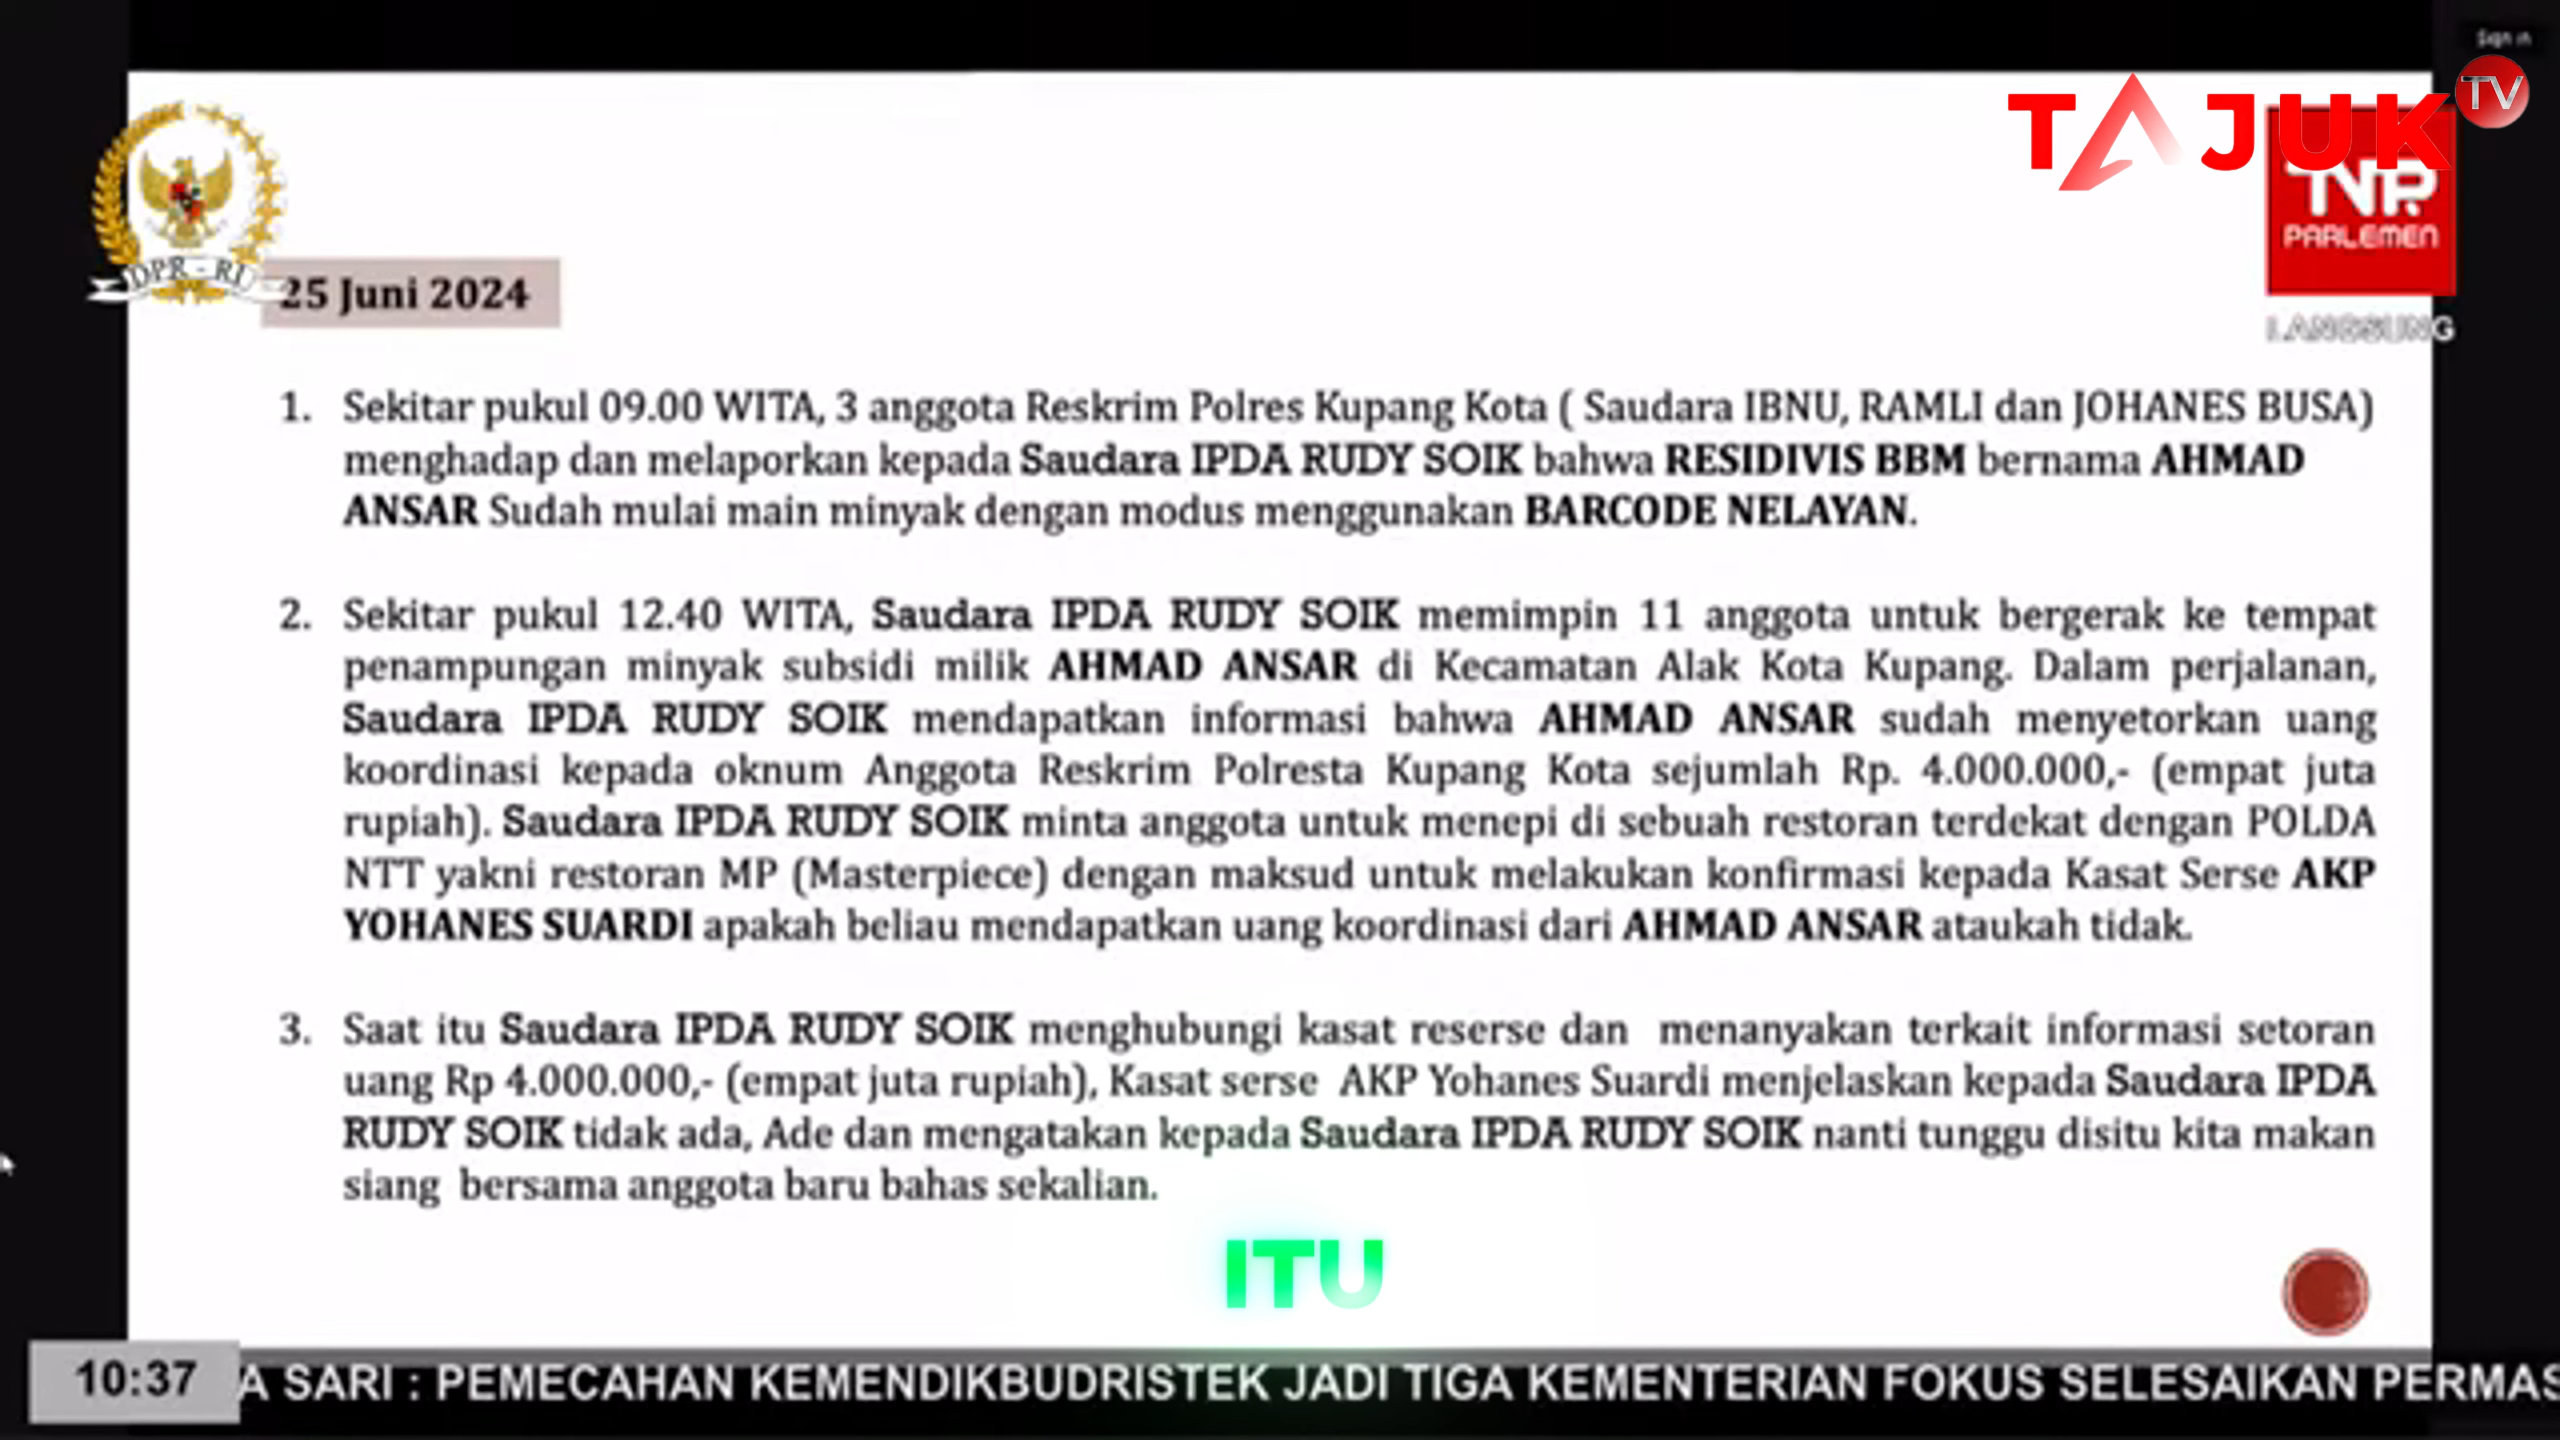 Sign in
TAJUK TV
TVR
PARLEMEN
LANGSUNG
DPR - RI
25 Juni 2024
1. Sekitar pukul 09.00 WITA, 3 anggota Reskrim Polres Kupang Kota ( Saudara IBNU, RAMLI dan JOHANES BUSA)
menghadap dan melaporkan kepada Saudara IPDA RUDY SOIK bahwa RESIDIVIS BBM bernama AHMAD
ANSAR Sudah mulai main minyak dengan modus menggunakan BARCODE NELAYAN.
2. Sekitar pukul 12.40 WITA, Saudara IPDA RUDY SOIK memimpin 11 anggota untuk bergerak ke tempat
penampungan minyak subsidi milik AHMAD ANSAR di Kecamatan Alak Kota Kupang. Dalam perjalanan,
Saudara IPDA RUDY SOIK mendapatkan informasi bahwa AHMAD ANSAR sudah menyetorkan uang
koordinasi kepada oknum Anggota Reskrim Polresta Kupang Kota sejumlah Rp. 4.000.000,- (empat juta
rupiah). Saudara IPDA RUDY SOIK minta anggota untuk menepi di sebuah restoran terdekat dengan POLDA
NTT yakni restoran MP (Masterpiece) dengan maksud untuk melakukan konfirmasi kepada Kasat Serse AKP
YOHANES SUARDI apakah beliau mendapatkan uang koordinasi dari AHMAD ANSAR ataukah tidak.
3. Saat itu Saudara IPDA RUDY SOIK menghubungi kasat reserse dan menanyakan terkait informasi setoran
uang Rp 4.000.000,- (empat juta rupiah), Kasat serse AKP Yohanes Suardi menjelaskan kepada Saudara IPDA
RUDY SOIK tidak ada, Ade dan mengatakan kepada Saudara IPDA RUDY SOIK nanti tunggu disitu kita makan
siang bersama anggota baru bahas sekalian.
ITU
10:37 A SARI : PEMECAHAN KEMENDIKBUDRISTEK JADI TIGA KEMENTERIAN FOKUS SELESAIKAN PERMAS